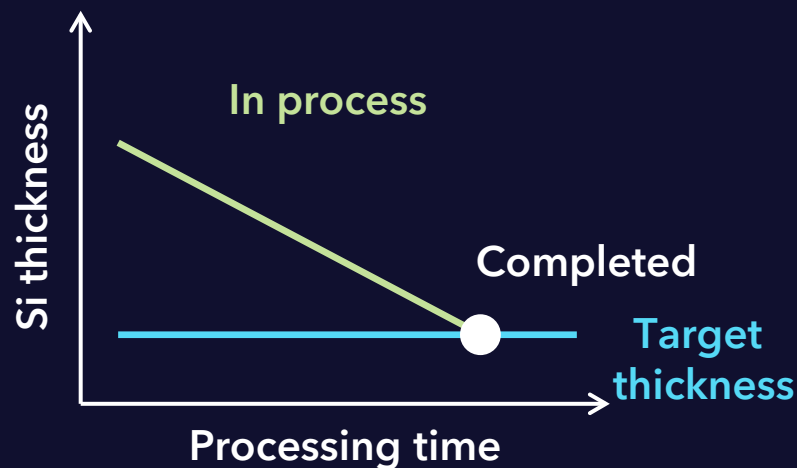 In process
Si thickness
Completed
Target
thickness
Processing time